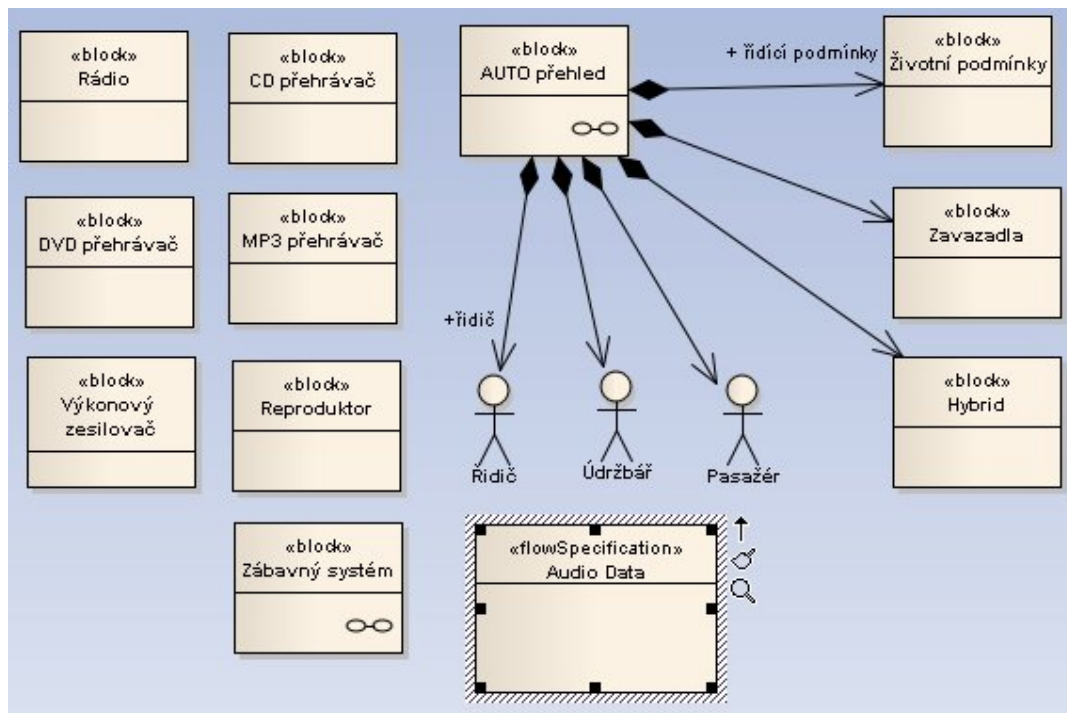 «block»
Rádio
«block»
CD přehrávač
«block»
AUTO přehled
+ řídící podmínky
«block»
Životní podmínky
«block»
DVD přehrávač
«block»
MP3 přehrávač
«block»
Zavazadla
+řidič
«block»
Výkonový
zesilovač
«block»
Reproduktor
«block»
Hybrid
Řidič
Údržbář
Pasažér
«block»
Zábavný systém
«flowSpecification»
Audio Data